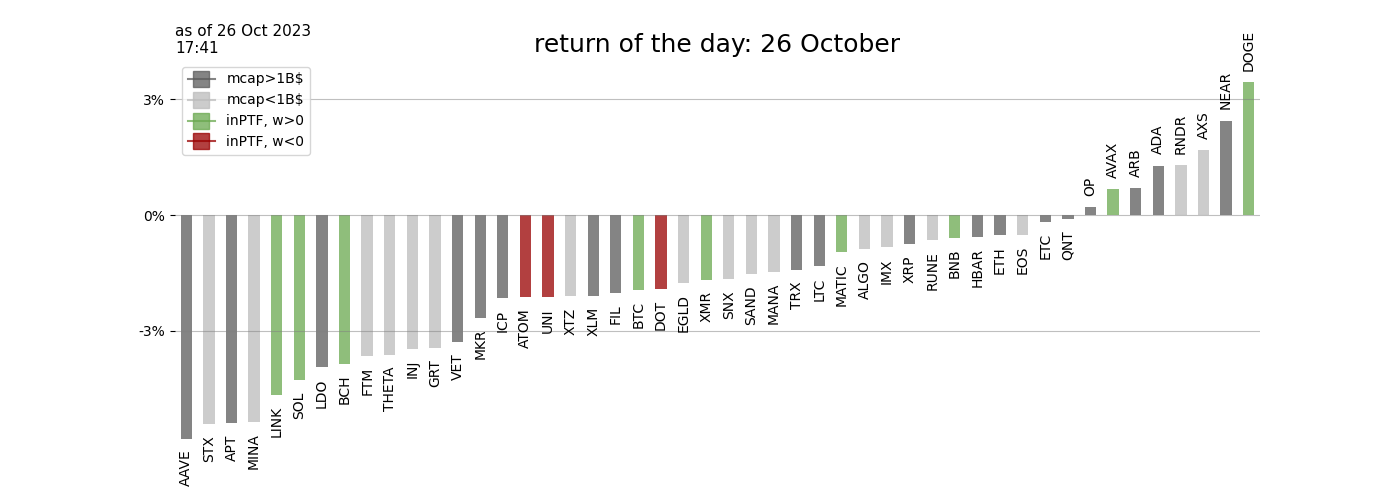 as of 26 Oct 2023
17:41
return of the day: 26 October
mcap>1B$
mcap<1B$
inPTF, w>0
inPTF, w<0
3%
0%
-3%
AAVE
STX
APT
MINA
LINK
SOL
LDO
BCH
FTM
THETA
INJ
GRT
VET
MKR
ICP
ATOM
UNI
XTZ
XLM
FIL
BTC
DOT
EGLD
XMR
SNX
SAND
MANA
TRX
LTC
MATIC
ALGO
IMX
XRP
RUNE
BNB
HBAR
ETH
EOS
ETC
QNT
OP
AVAX
ARB
ADA
RNDR
AXS
NEAR
DOGE